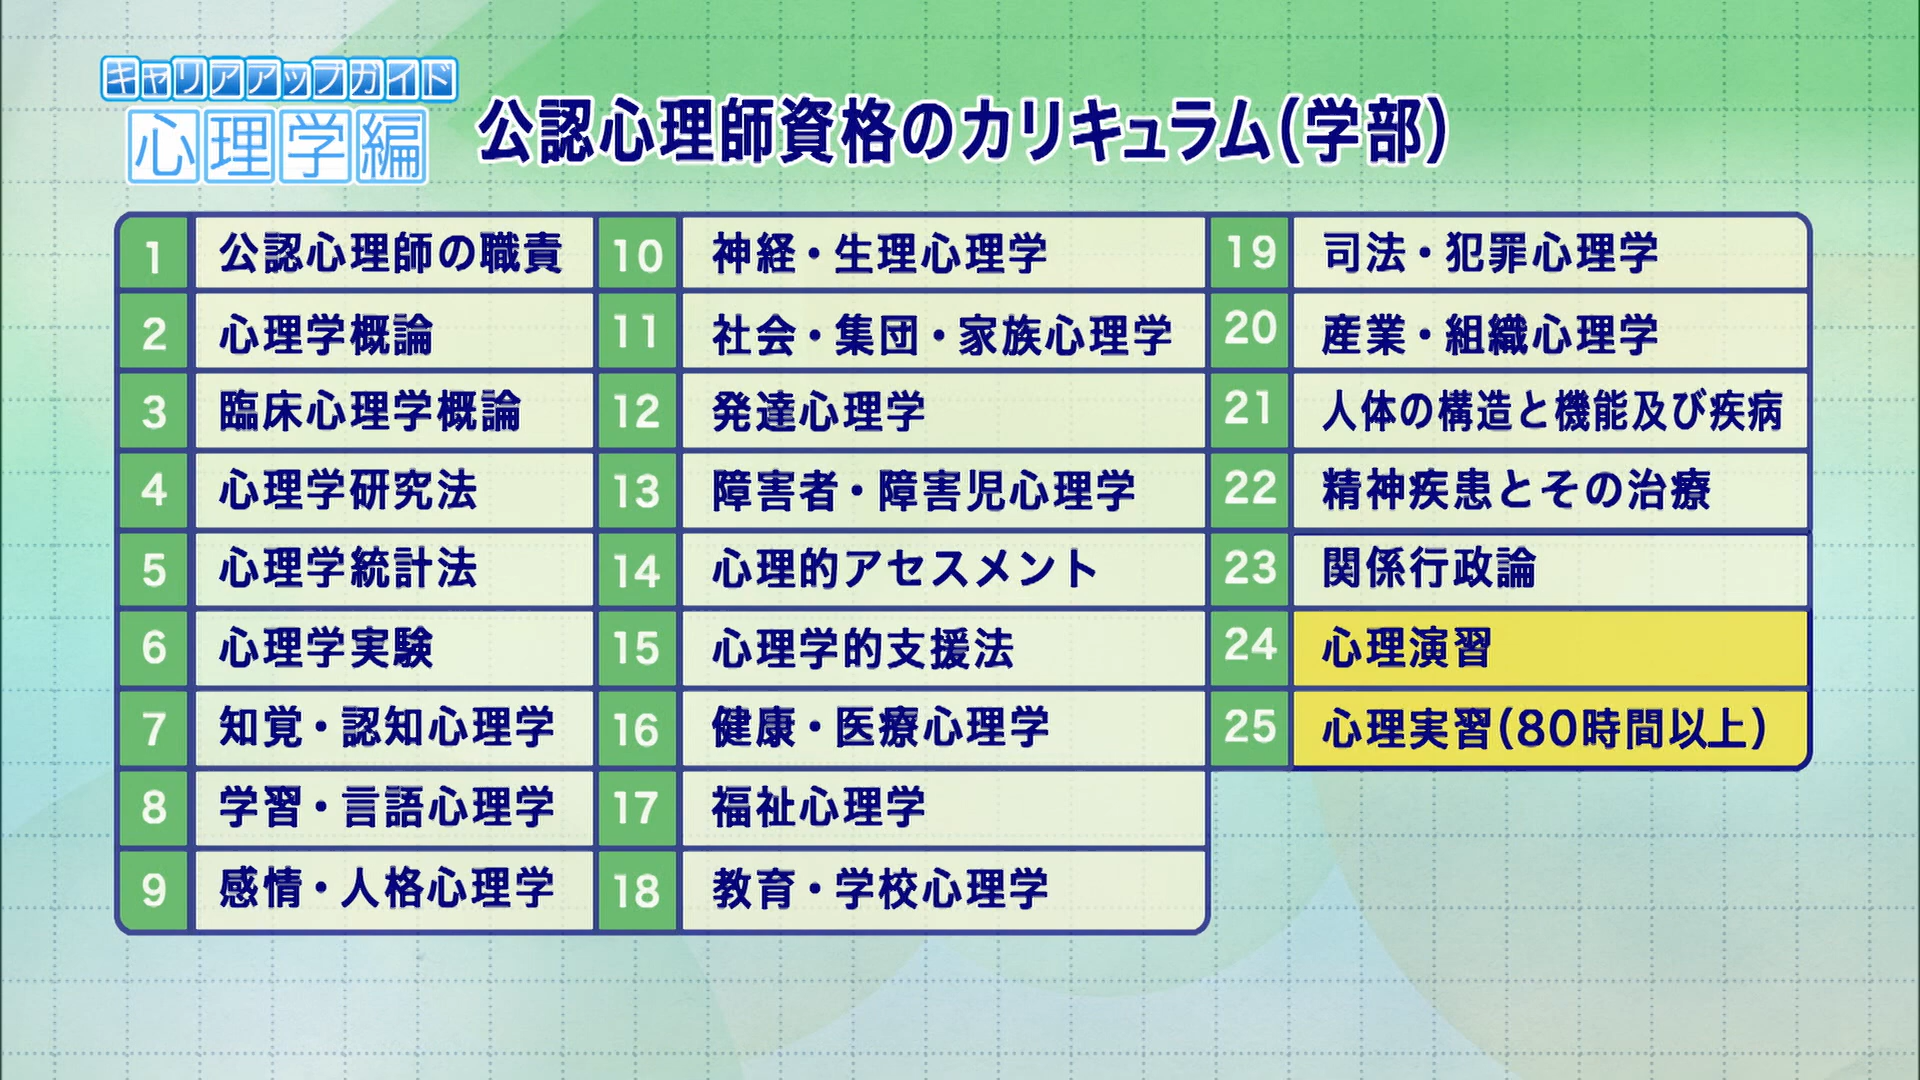 キャリアアップガイド
心理学編
公認心理師資格のカリキュラム(学部)
1 公認心理師の職責
2 心理学概論
3 臨床心理学概論
4 心理学研究法
5 心理学統計法
6 心理学実験
7 知覚・認知心理学
8 学習・言語心理学
9 感情・人格心理学
10 神経・生理心理学
11 社会・集団・家族心理学
12 発達心理学
13 障害者・障害児心理学
14 心理的アセスメント
15 心理学的支援法
16 健康・医療心理学
17 福祉心理学
18 教育・学校心理学
19 司法・犯罪心理学
20 産業・組織心理学
21 人体の構造と機能及び疾病
22 精神疾患とその治療
23 関係行政論
24 心理演習
25 心理実習(80時間以上)